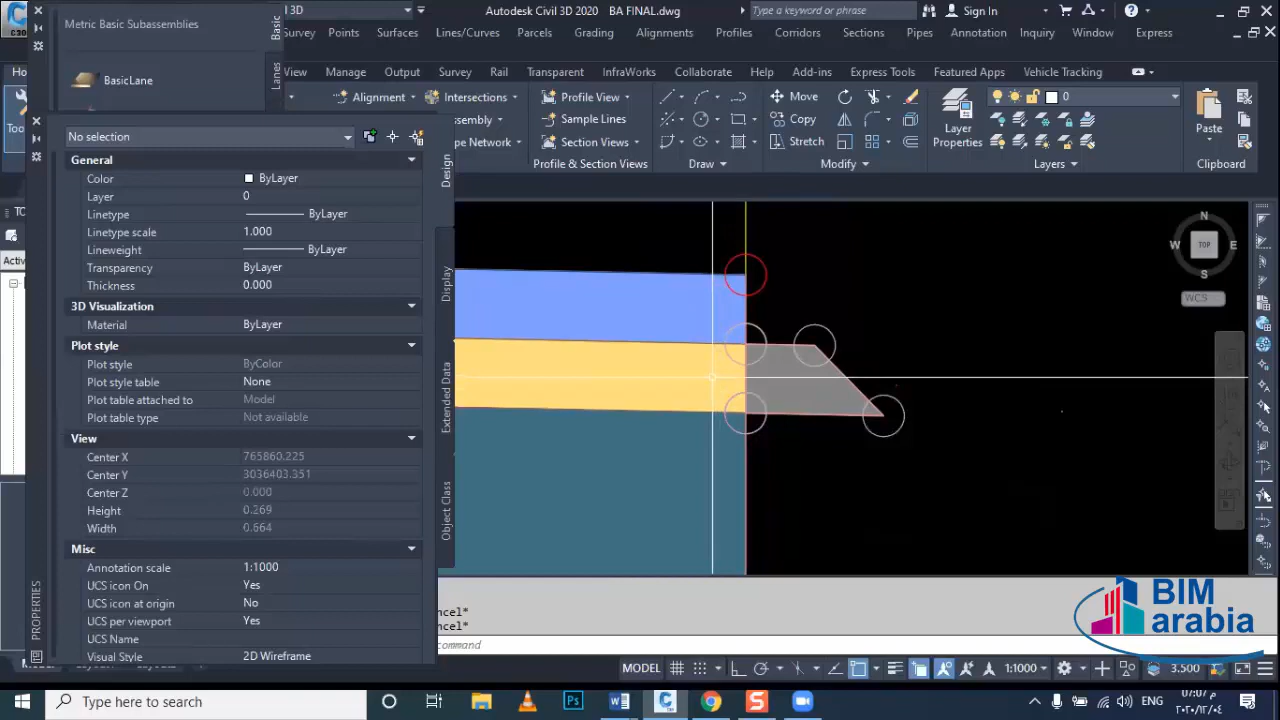 3D
Autodesk Civil 3D 2020 BA FINAL.dwg
Type a keyword or phrase
Sign In
Metric Basic Subassemblies
Basic
Lanes
BasicLane
Survey Points Surfaces Lines/Curves Parcels Grading Alignments Profiles Corridors Sections Pipes Annotation Inquiry Window Express
View Manage Output Survey Rail Transparent InfraWorks Collaborate Help Add-ins Express Tools Featured Apps Vehicle Tracking
Alignment Intersections Profile View Move
Sample Lines Copy
Section Views Stretch
Profile & Section Views Draw Modify Layers Clipboard
Layer Properties
0
Paste
No selection
General
Color ByLayer
Layer 0
Linetype ByLayer
Linetype scale 1.000
Lineweight ByLayer
Transparency ByLayer
Thickness 0.000
3D Visualization
Material ByLayer
Plot style
Plot style ByColor
Plot style table None
Plot table attached to Model
Plot table type Not available
View
Center X 765860.225
Center Y 3036403.351
Center Z 0.000
Height 0.269
Width 0.664
Misc
Annotation scale 1:1000
UCS icon On Yes
UCS icon at origin No
UCS per viewport Yes
UCS Name
Visual Style 2D Wireframe
PROPERTIES
Design
Display
Extended Data
Object Class
N
W TOP E
S
WCS
ncel*
ncel*
command
BIM
arabia
MODEL 1:1000 3.500
Type here to search
ENG